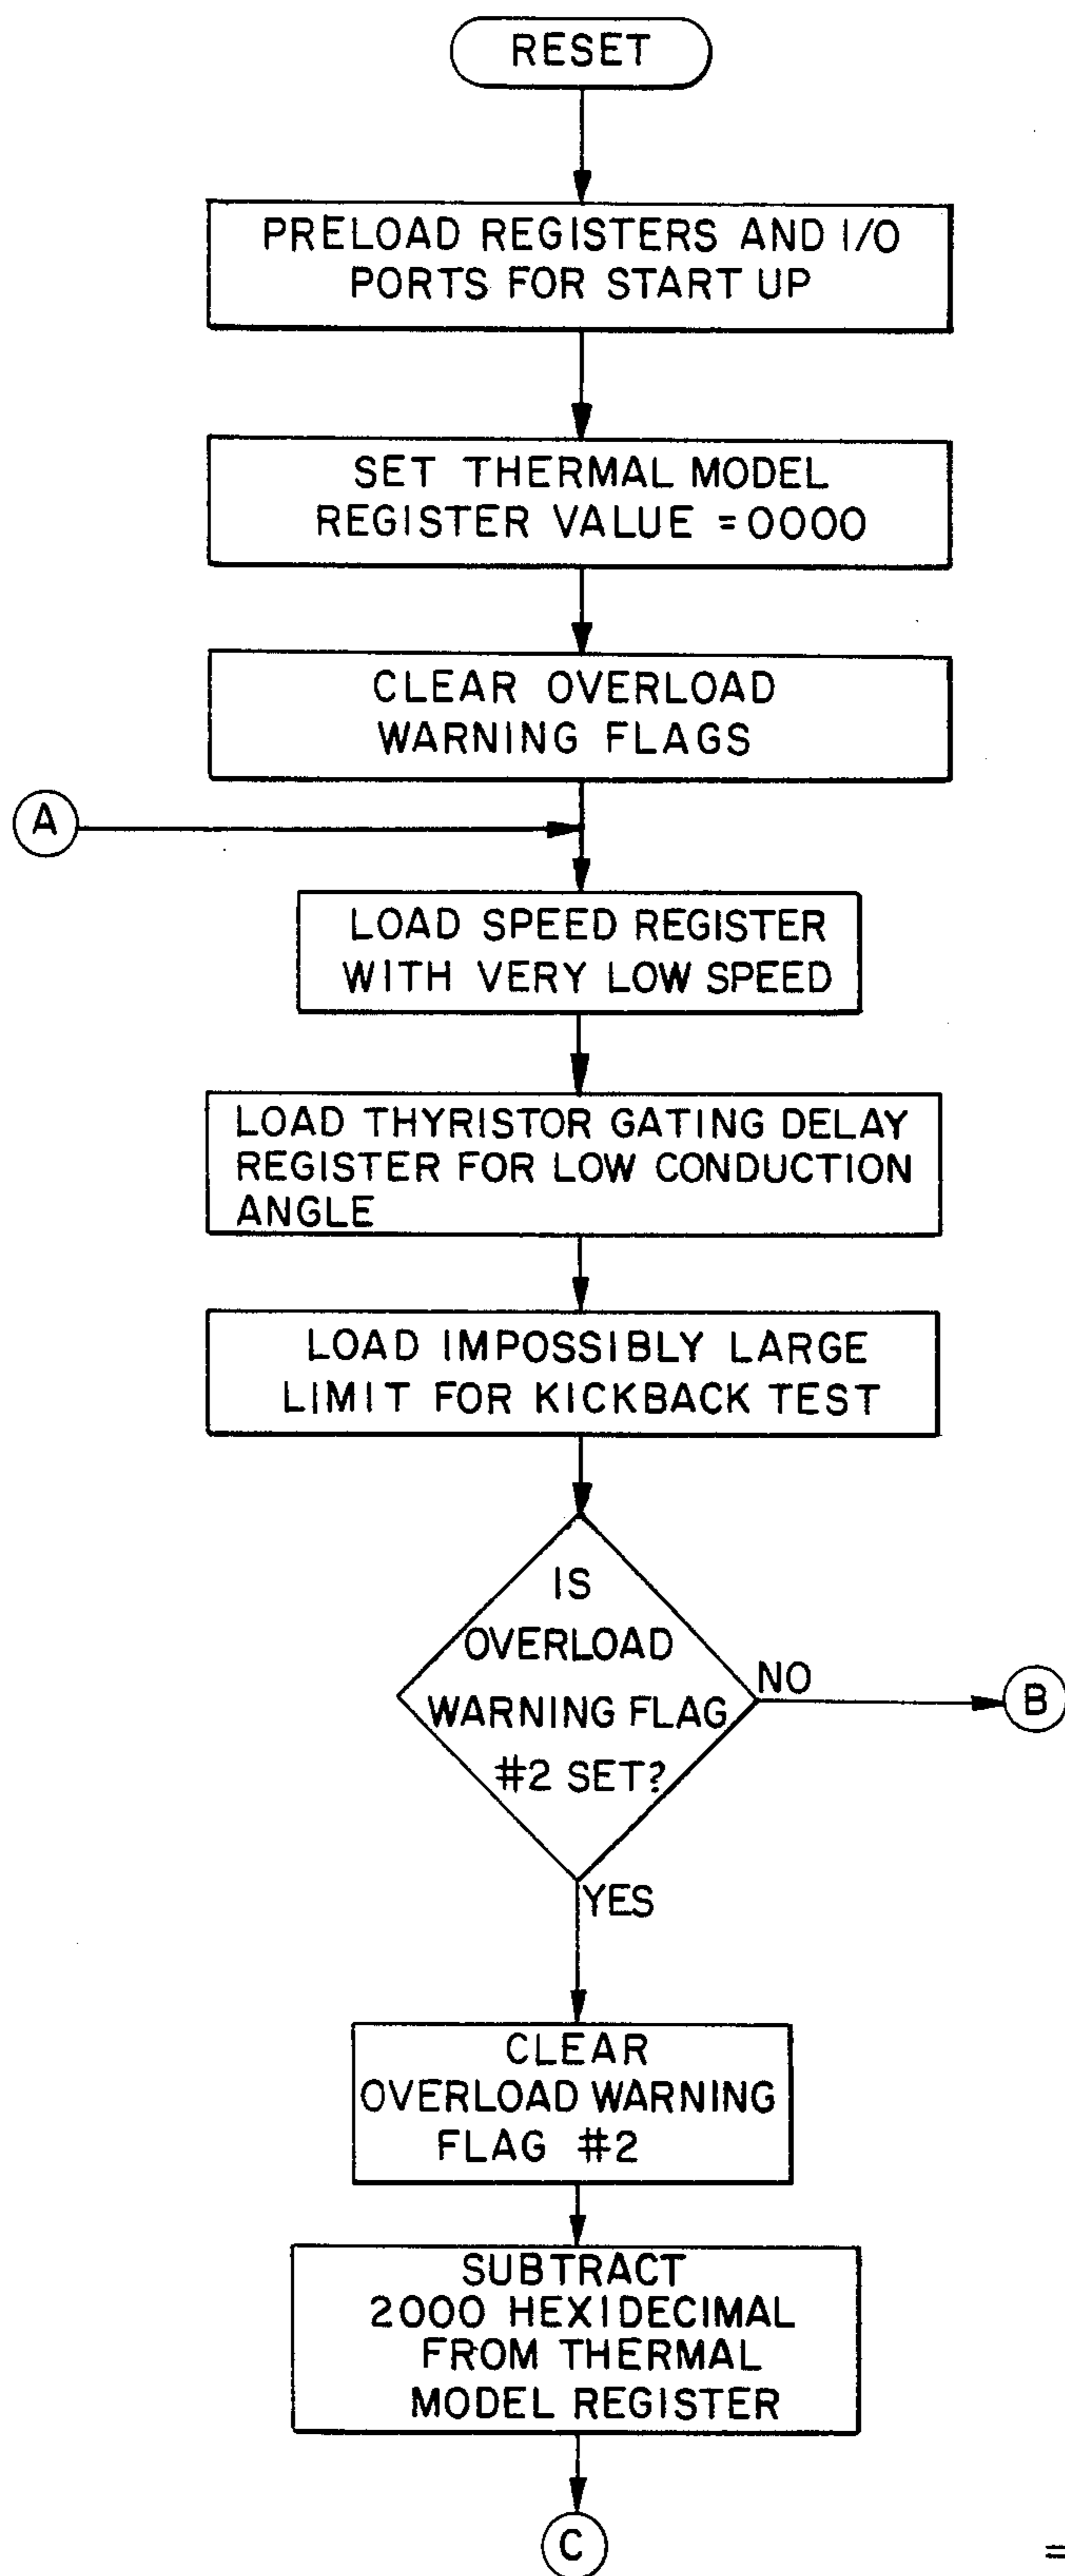 RESET
PRELOAD REGISTERS AND I/O
PORTS FOR START UP
SET THERMAL MODEL
REGISTER VALUE = 0000
CLEAR OVERLOAD
WARNING FLAGS
A
LOAD SPEED REGISTER
WITH VERY LOW SPEED
LOAD THYRISTOR GATING DELAY
REGISTER FOR LOW CONDUCTION
ANGLE
LOAD IMPOSSIBLY LARGE
LIMIT FOR KICKBACK TEST
IS
OVERLOAD
WARNING FLAG
#2 SET?
NO
B
YES
CLEAR
OVERLOAD WARNING
FLAG #2
SUBTRACT
2000 HEXIDECIMAL
FROM THERMAL
MODEL REGISTER
C